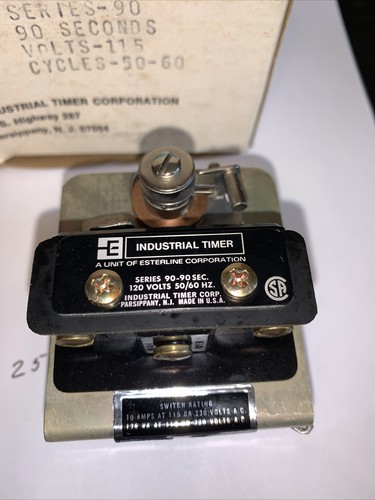 SERIES-90
90 SECONDS
VOLTS-115
CYCLES-50-60
INDUSTRIAL TIMER CORPORATION
U.S. Highway 287
Parsippany, N. J. 07054
E
INDUSTRIAL TIMER
A UNIT OF ESTERLINE CORPORATION
SERIES 90-90 SEC.
120 VOLTS 50/60 HZ.
INDUSTRIAL TIMER CORP.
PARSIPPANY, N.J. MADE IN U.S.A.
SA
25
SWITCH RATING
10 AMPS AT 115 OR 230 VOLTS A.C.